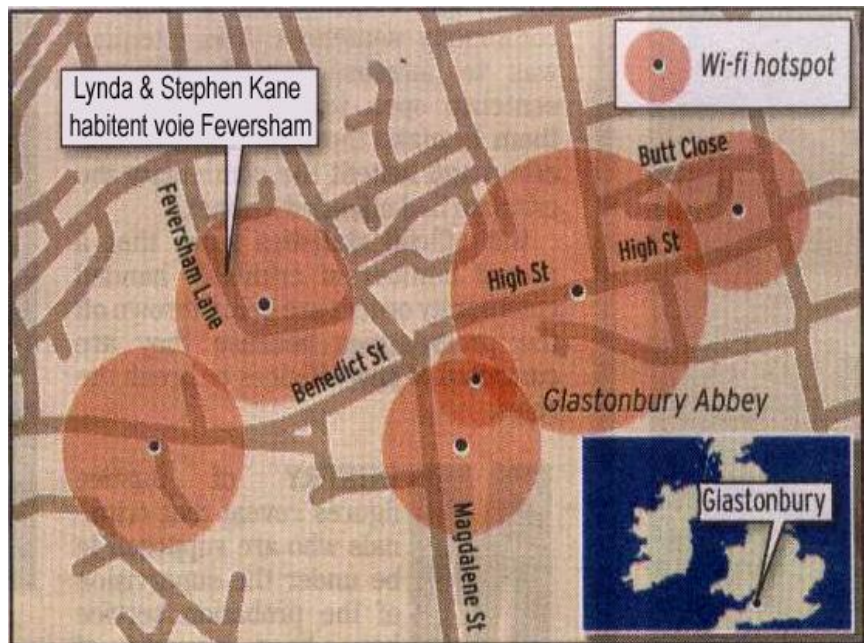 Wi-fi hotspot
Lynda & Stephen Kane
habitent voie Feversham
Butt Close
Feversham Lane
High St
High St
Benedict St
Glastonbury Abbey
Magdalene St
Glastonbury